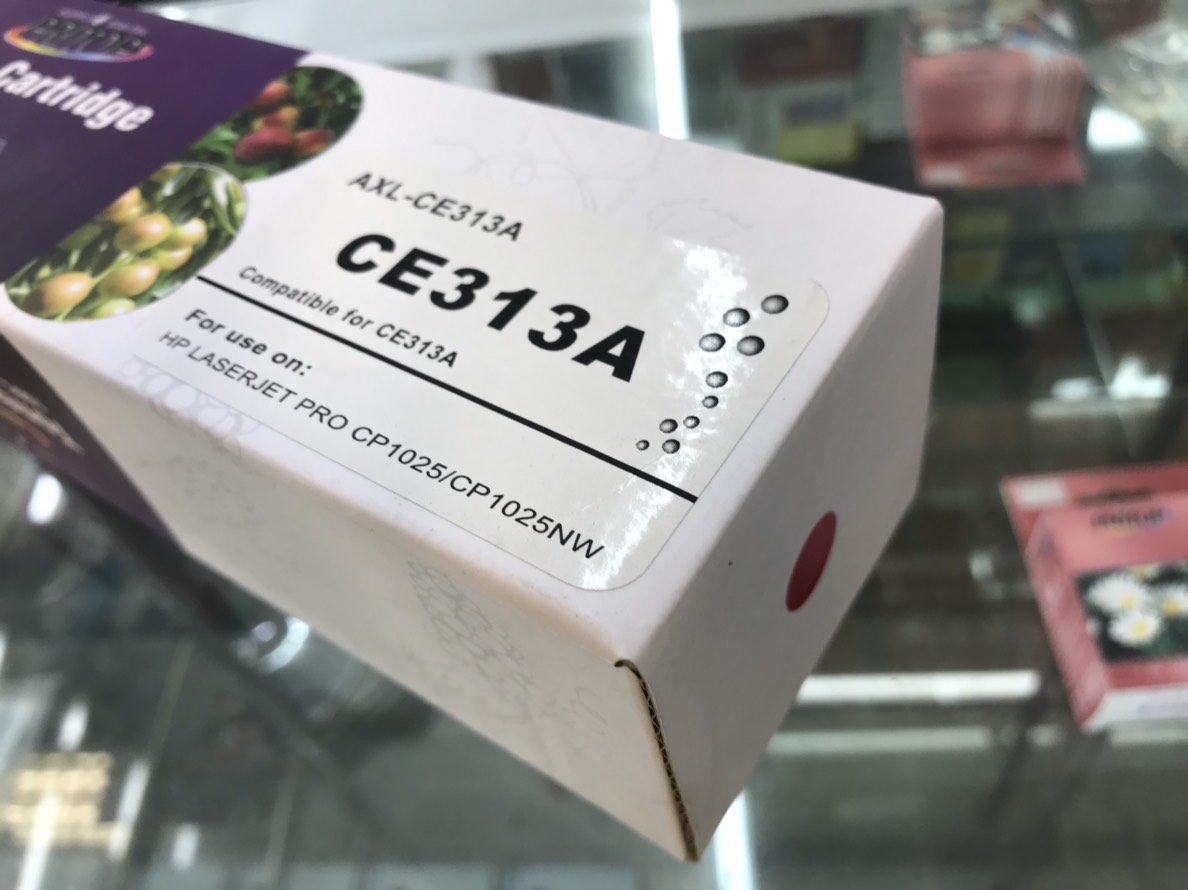 Cartridge
AXL-CE313A
CE313A
Compatible for CE313A
For use on:
HP LASERJET PRO CP1025/CP1025NW